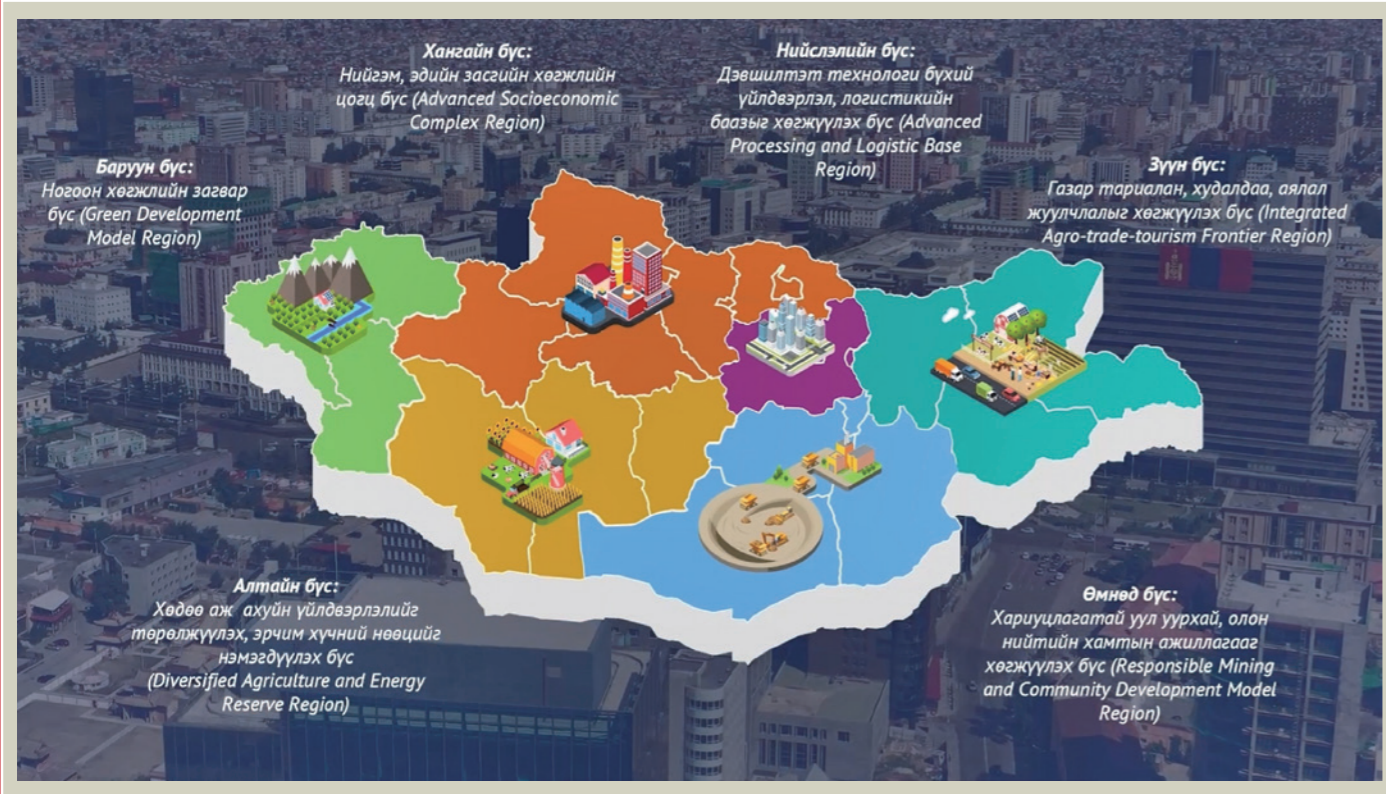 Хангайн бүс:
Нийгэм, эдийн засгийн хөгжлийн
цогц бүс (Advanced Socioeconomic
Complex Region)
Нийслэлийн бүс:
Дэвшилтэт технологи бүхий
үйлдвэрлэл, логистикийн
баазыг хөгжүүлэх бүс (Advanced
Processing and Logistic Base
Region)
Баруун бүс:
Ногоон хөгжлийн загвар
бүс (Green Development
Model Region)
Зүүн бүс:
Газар тариалан, худалдаа, аялал
жуулчлалыг хөгжүүлэх бүс (Integrated
Agro-trade-tourism Frontier Region)
Алтайн бүс:
Хөдөө аж ахуйн үйлдвэрлэлийг
төрөлжүүлэх, эрчим хүчний нөөцийг
нэмэгдүүлэх бүс
(Diversified Agriculture and Energy
Reserve Region)
Өмнөд бүс:
Хариуцлагатай уул уурхай, олон
нийтийн хамтын ажиллагааг
хөгжүүлэх бүс (Responsible Mining
and Community Development Model
Region)